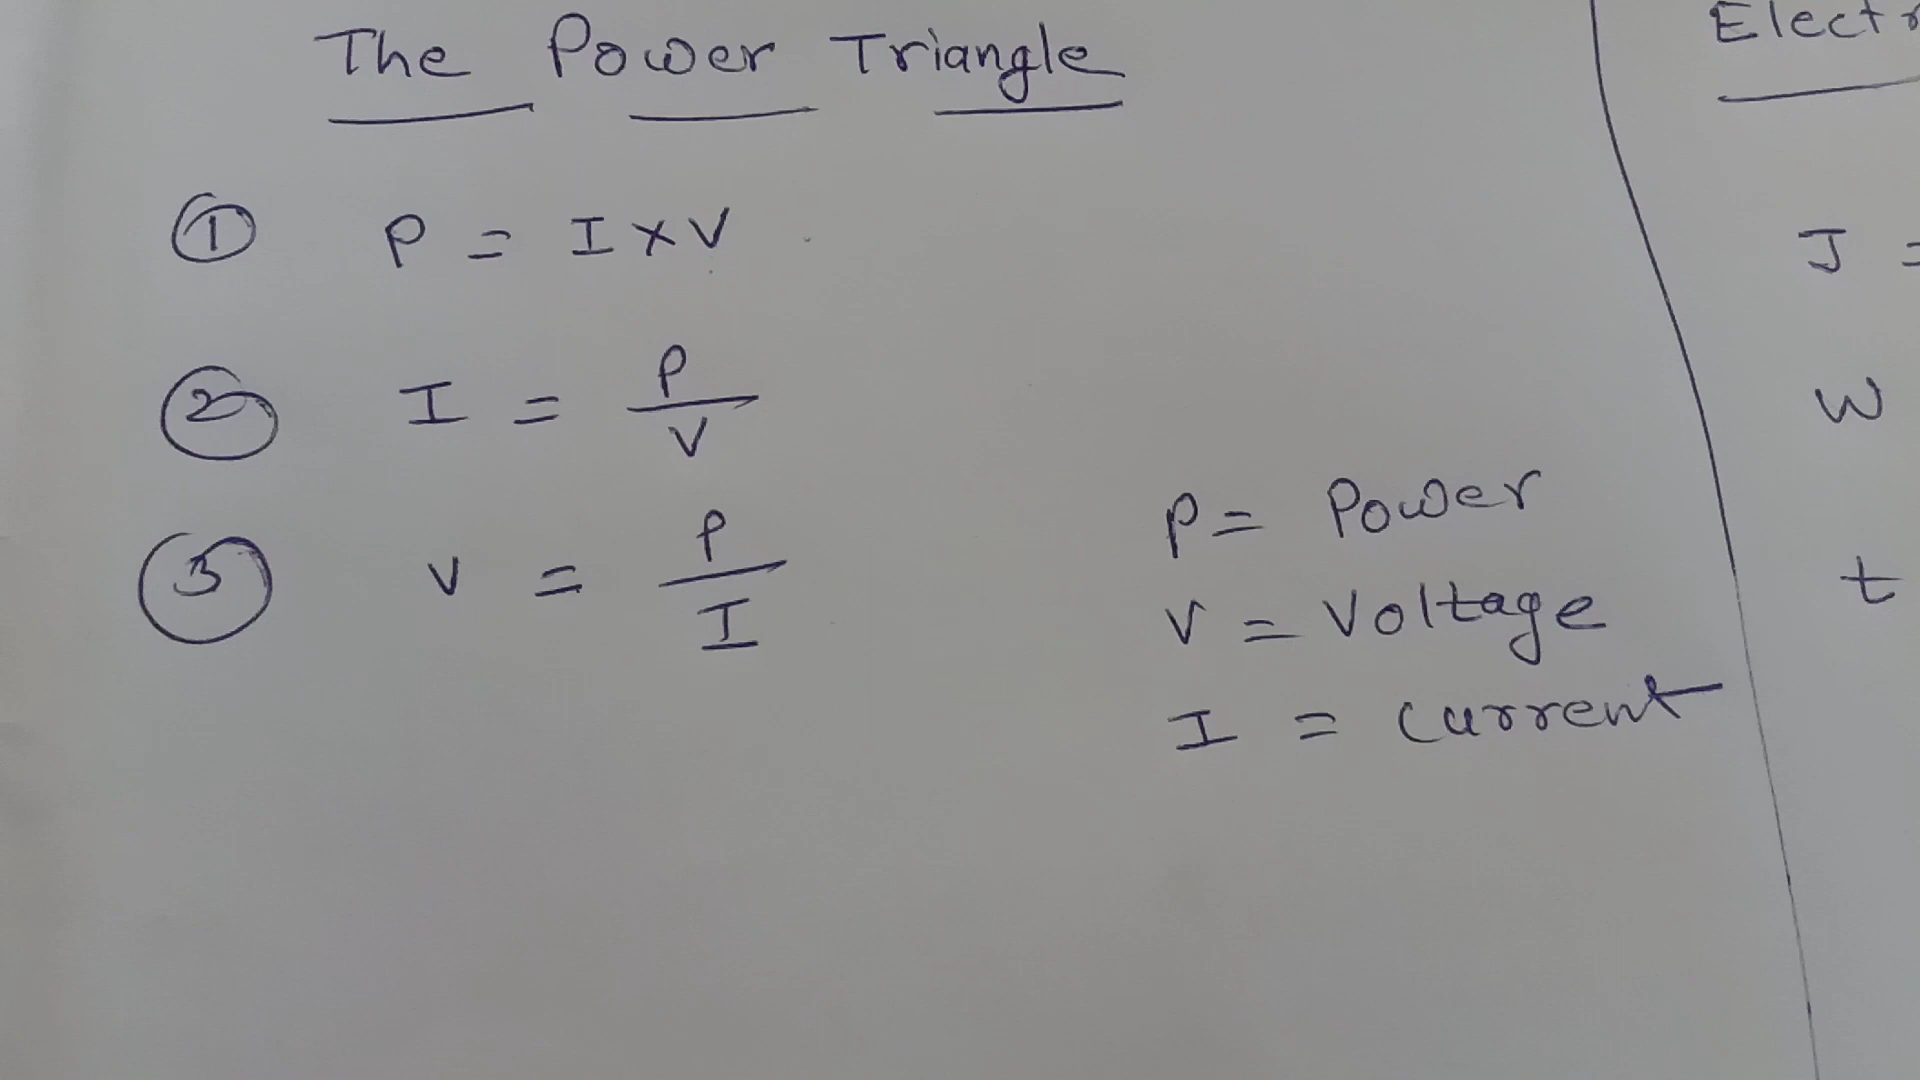 The Power Triangle
① P = I × V
② I = P/V
③ V = P/I
P = Power
V = Voltage
I = Current
J =
W
t